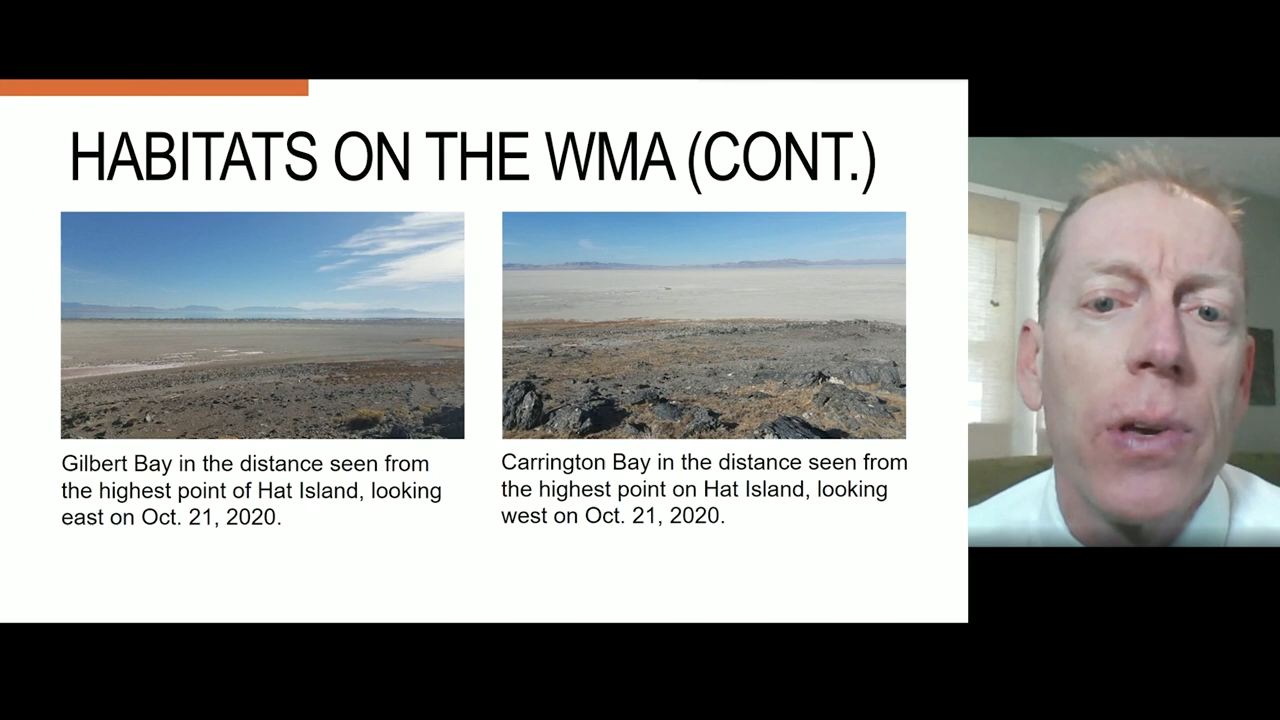 HABITATS ON THE WMA (CONT.)
Gilbert Bay in the distance seen from
the highest point of Hat Island, looking
east on Oct. 21, 2020.
Carrington Bay in the distance seen from
the highest point on Hat Island, looking
west on Oct. 21, 2020.